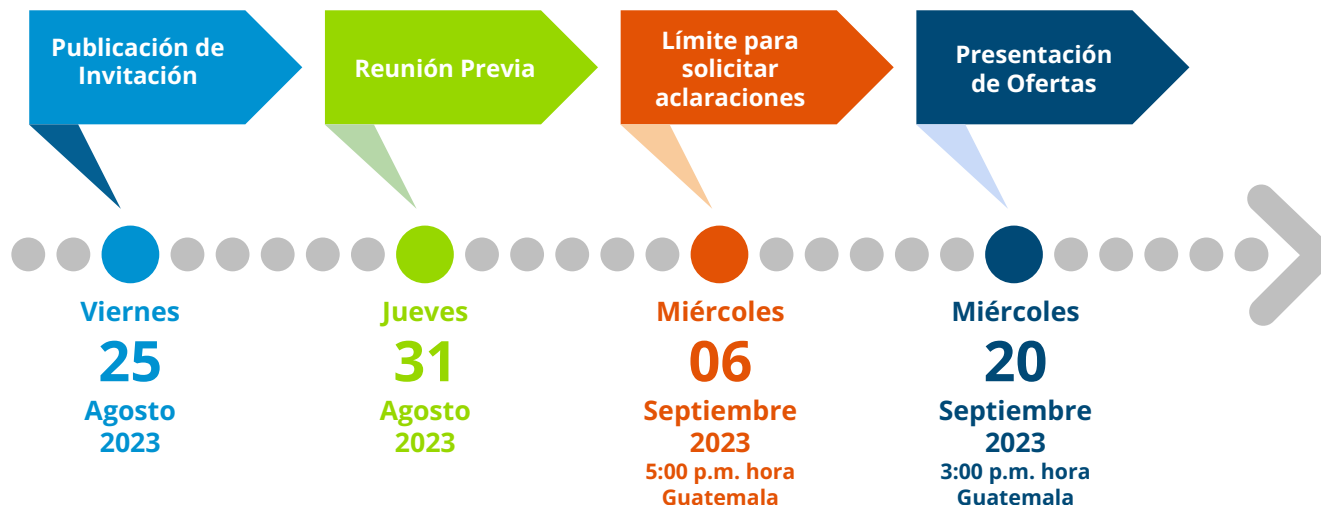 Publicación de
Invitación
Reunión Previa
Límite para
solicitar
aclaraciones
Presentación
de Ofertas
Viernes
25
Agosto
2023
Jueves
31
Agosto
2023
Miércoles
06
Septiembre
2023
5:00 p.m. hora
Guatemala
Miércoles
20
Septiembre
2023
3:00 p.m. hora
Guatemala